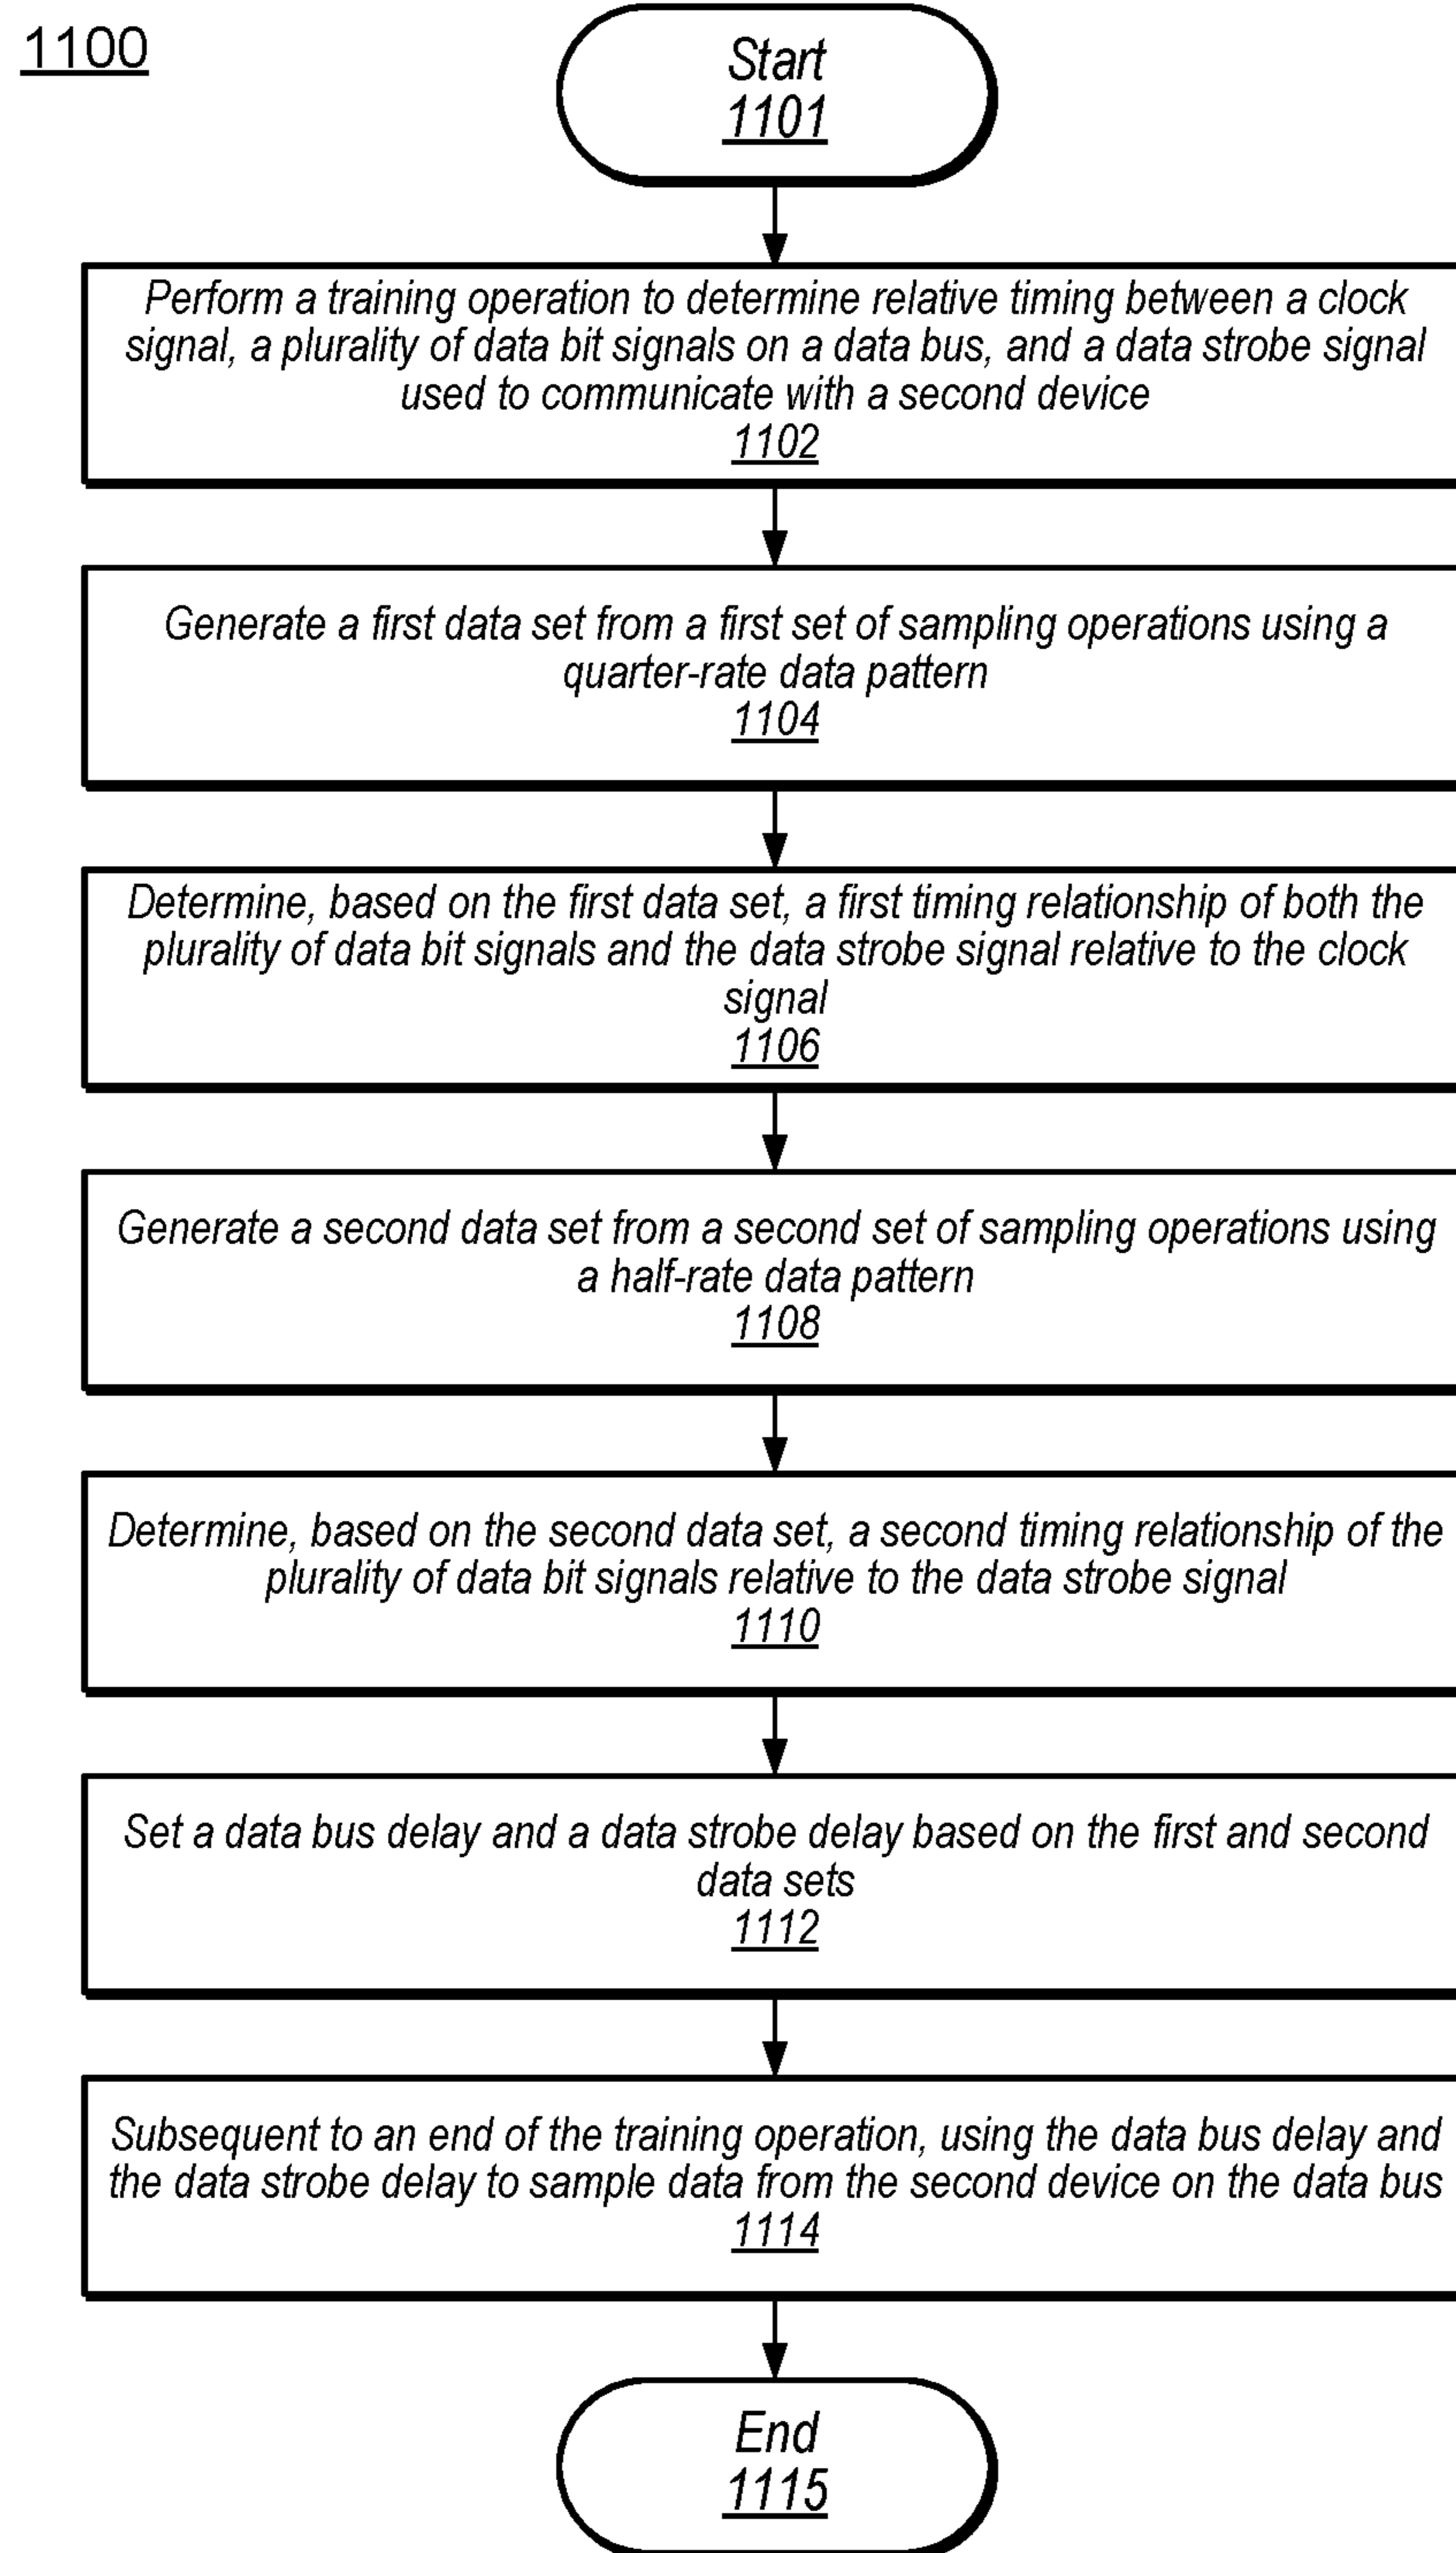 1100
Start
1101
Perform a training operation to determine relative timing between a clock
signal, a plurality of data bit signals on a data bus, and a data strobe signal
used to communicate with a second device
1102
Generate a first data set from a first set of sampling operations using a
quarter-rate data pattern
1104
Determine, based on the first data set, a first timing relationship of both the
plurality of data bit signals and the data strobe signal relative to the clock
signal
1106
Generate a second data set from a second set of sampling operations using
a half-rate data pattern
1108
Determine, based on the second data set, a second timing relationship of the
plurality of data bit signals relative to the data strobe signal
1110
Set a data bus delay and a data strobe delay based on the first and second
data sets
1112
Subsequent to an end of the training operation, using the data bus delay and
the data strobe delay to sample data from the second device on the data bus
1114
End
1115